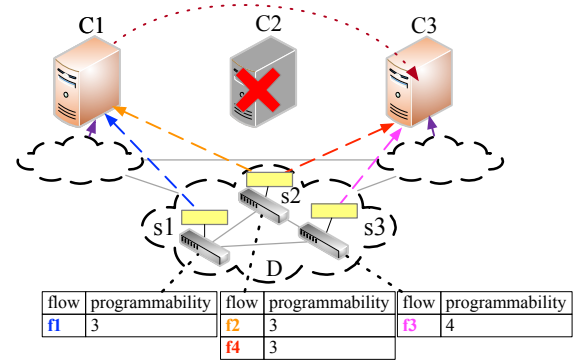 C1 C2 C3
s2
s1 s3
D
flow programmability flow programmability flow programmability
f1 3 f2 3 f3 4
f4 3